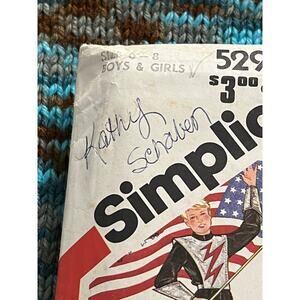 SIZE 6 - 8
BOYS & GIRLS
529
$3.00
Kathy
Schaben
Simplic